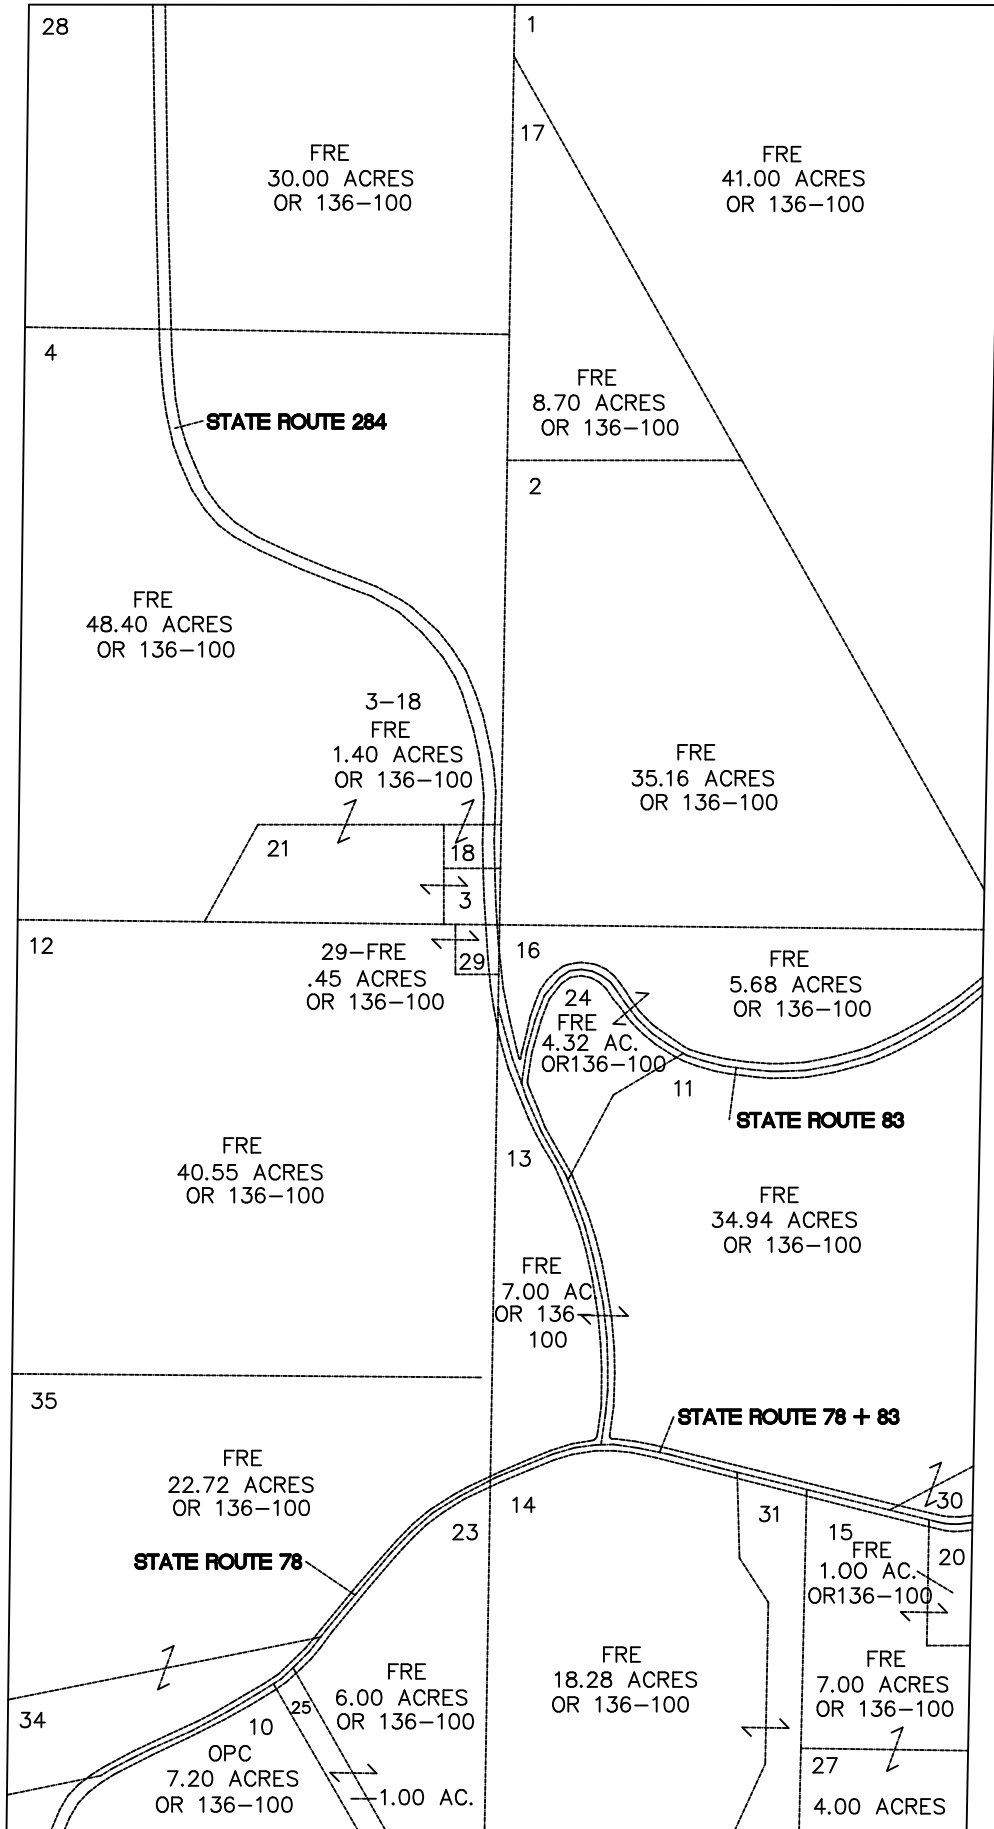 28
1
17
FRE
30.00 ACRES
OR 136-100
FRE
41.00 ACRES
OR 136-100
4
STATE ROUTE 284
FRE
8.70 ACRES
OR 136-100
2
FRE
48.40 ACRES
OR 136-100
3-18
FRE
1.40 ACRES
OR 136-100
FRE
35.16 ACRES
OR 136-100
21
18
3
12
29-FRE
.45 ACRES
OR 136-100
29
16
24
FRE
4.32 AC.
OR136-100
FRE
5.68 ACRES
OR 136-100
11
STATE ROUTE 83
13
FRE
40.55 ACRES
OR 136-100
FRE
34.94 ACRES
OR 136-100
FRE
7.00 AC
OR 136-
100
35
STATE ROUTE 78 + 83
FRE
22.72 ACRES
OR 136-100
23
14
31
15
30
20
FRE
1.00 AC.
OR136-100
STATE ROUTE 78
34
10
25
FRE
6.00 ACRES
OR 136-100
FRE
18.28 ACRES
OR 136-100
FRE
7.00 ACRES
OR 136-100
OPC
7.20 ACRES
OR 136-100
1.00 AC.
27
4.00 ACRES